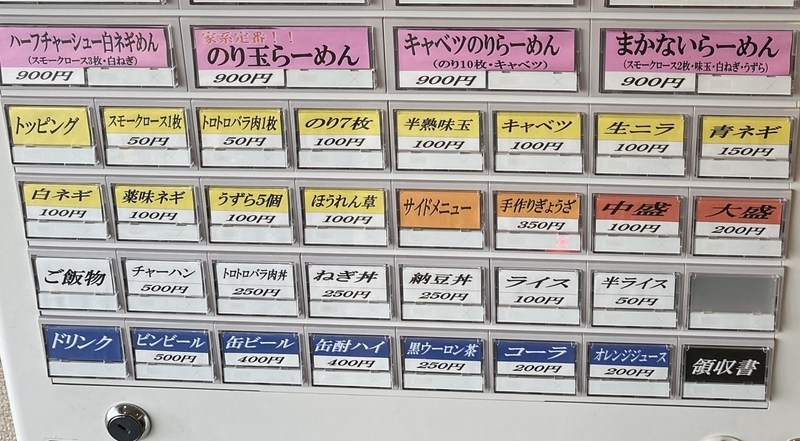 ハーフチャーシュー白ネギめん
(スモークロース3枚・白ねぎ)
900円
家系定番！！
のり玉らーめん
900円
キャベツのりらーめん
(のり10枚・キャベツ)
900円
まかないらーめん
(スモークロース2枚・味玉・白ねぎ・うずら)
900円
トッピング
スモークロース1枚
50円
トロトロバラ肉1枚
50円
のり7枚
100円
半熟味玉
100円
キャベツ
100円
生ニラ
100円
青ネギ
150円
白ネギ
100円
薬味ネギ
100円
うずら5個
100円
ほうれん草
100円
サイドメニュー
手作りぎょうざ
350円
中盛
100円
大盛
200円
ご飯物
チャーハン
500円
トロトロバラ肉丼
250円
ねぎ丼
250円
納豆丼
250円
ライス
100円
半ライス
50円
ドリンク
ビンビール
500円
缶ビール
400円
缶酎ハイ
400円
黒ウーロン茶
250円
コーラ
200円
オレンジジュース
200円
領収書